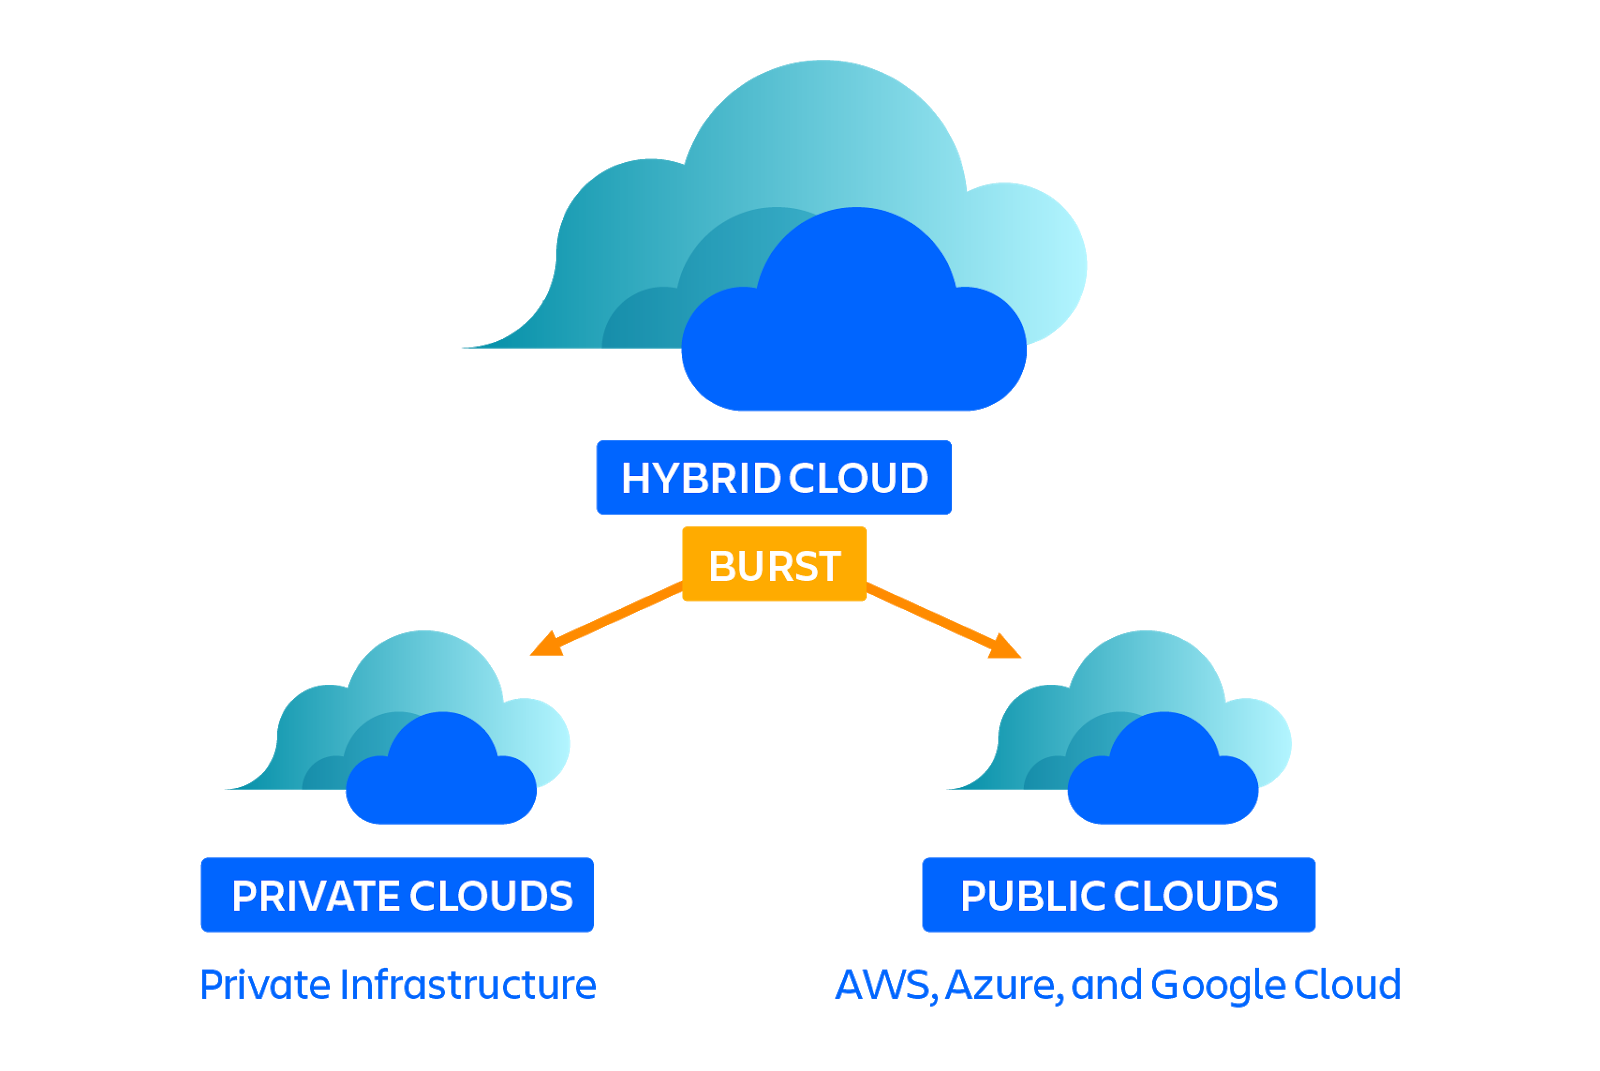 HYBRID CLOUD
BURST
PRIVATE CLOUDS
PUBLIC CLOUDS
Private Infrastructure
AWS, Azure, and Google Cloud